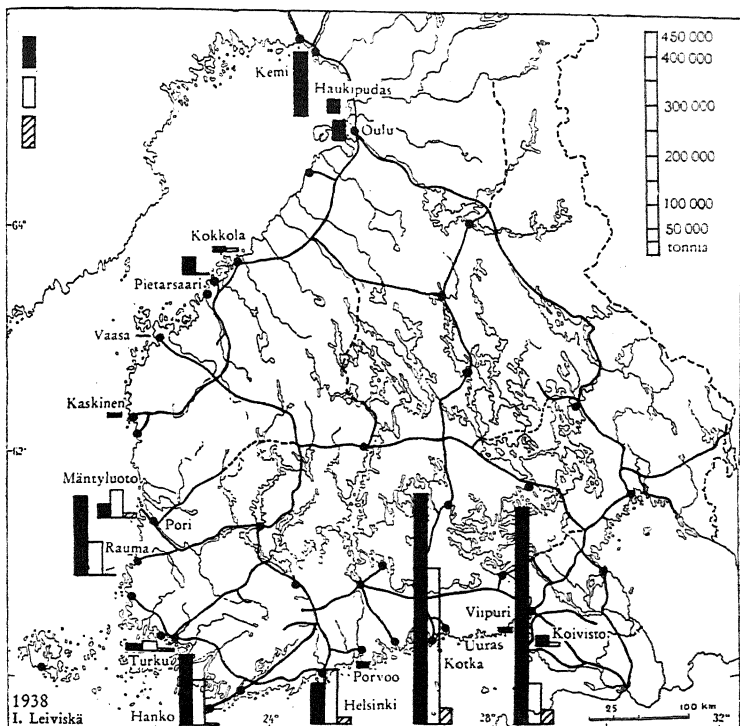 450 000
400 000
Kemi
Haukipudas
300 000
Oulu
200 000
100 000
64°
50 000
Kokkola
tonnia
Pietarsaari
Vaasa
Kaskinen
62°
Mäntyluoto
Pori
Rauma
Viipuri
Koivisto
Uuras
Turku
Kotka
Porvoo
1938
Helsinki
I. Leiviskä
Hanko
24°
28°
25 100 km
32°